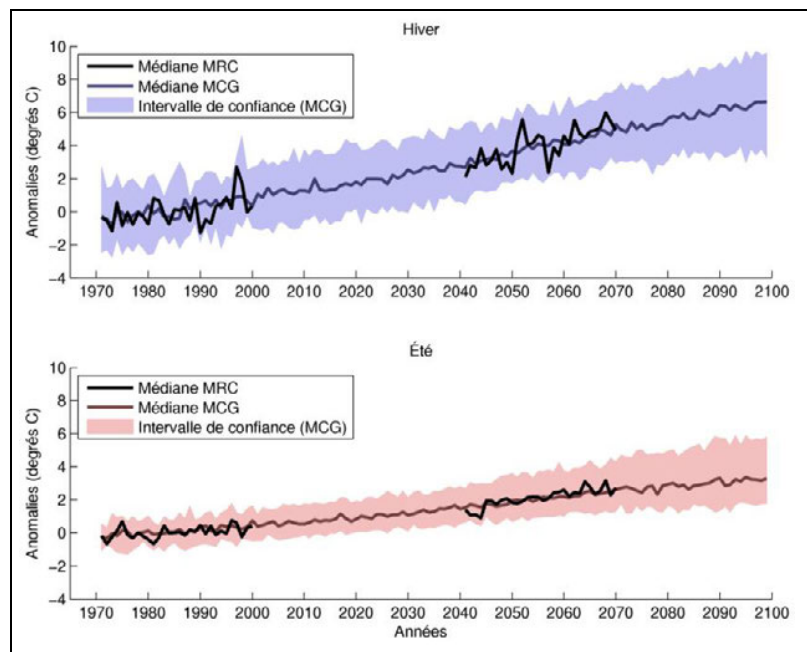 Hiver
10
8
6
4
2
0
-2
-4
Anomalies (degrés C)
Médiane MRC
Médiane MCG
Intervalle de confiance (MCG)
1970 1980 1990 2000 2010 2020 2030 2040 2050 2060 2070 2080 2090 2100
Été
10
8
6
4
2
0
-2
-4
Anomalies (degrés C)
Médiane MRC
Médiane MCG
Intervalle de confiance (MCG)
1970 1980 1990 2000 2010 2020 2030 2040 2050 2060 2070 2080 2090 2100
Années